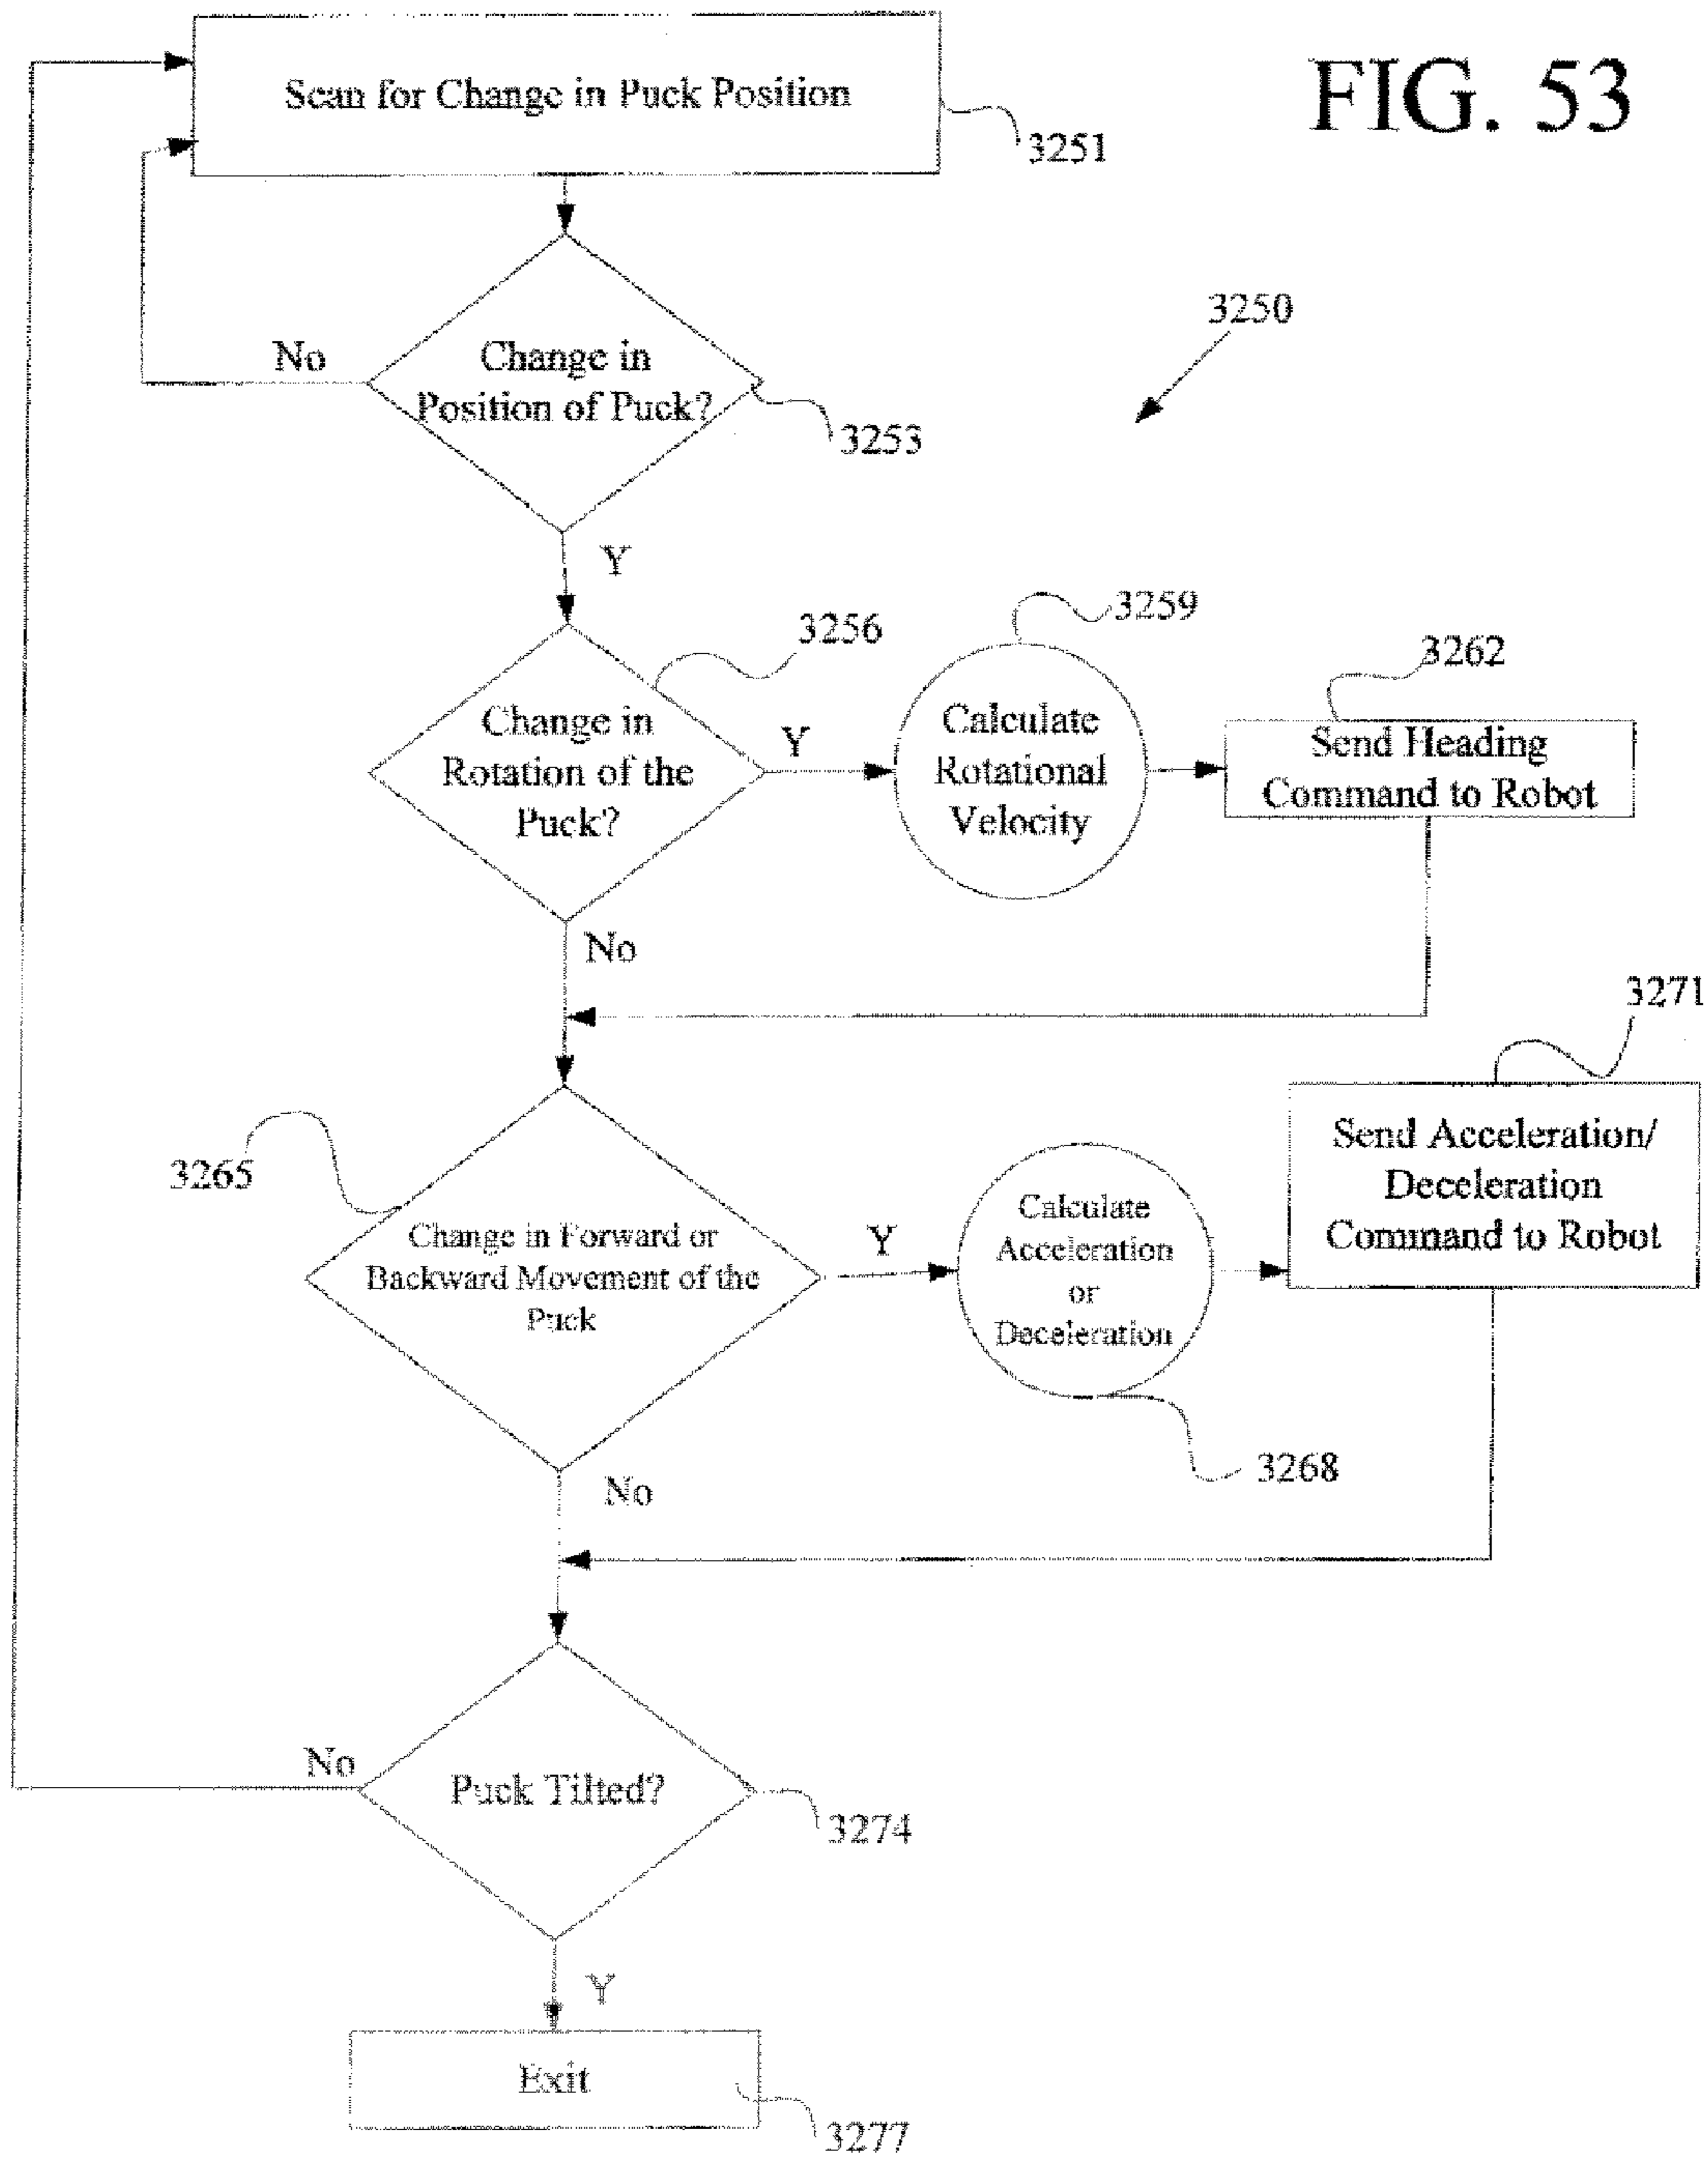 FIG. 53
Scan for Change in Puck Position
3251
3250
No
Change in
Position of Puck?
3253
Y
3256
3259
3262
Change in
Rotation of the
Puck?
Y
Calculate
Rotational
Velocity
Send Heading
Command to Robot
No
3271
3265
Change in Forward or
Backward Movement of the
Puck
Y
Calculate
Acceleration
or
Deceleration
Send Acceleration/
Deceleration
Command to Robot
3268
No
No
Puck Tilted?
3274
Y
Exit
3277